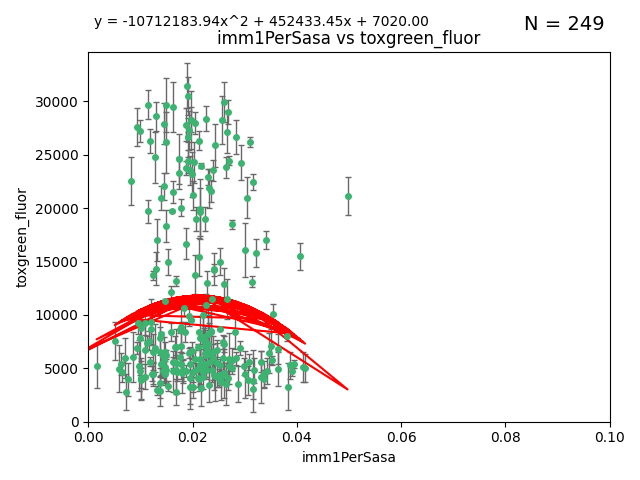 y = -10712183.94x^2 + 452433.45x + 7020.00
N = 249
imm1PerSasa vs toxgreen_fluor
toxgreen_fluor
30000
25000
20000
15000
10000
5000
0
0.00 0.02 0.04 0.06 0.08 0.10
imm1PerSasa